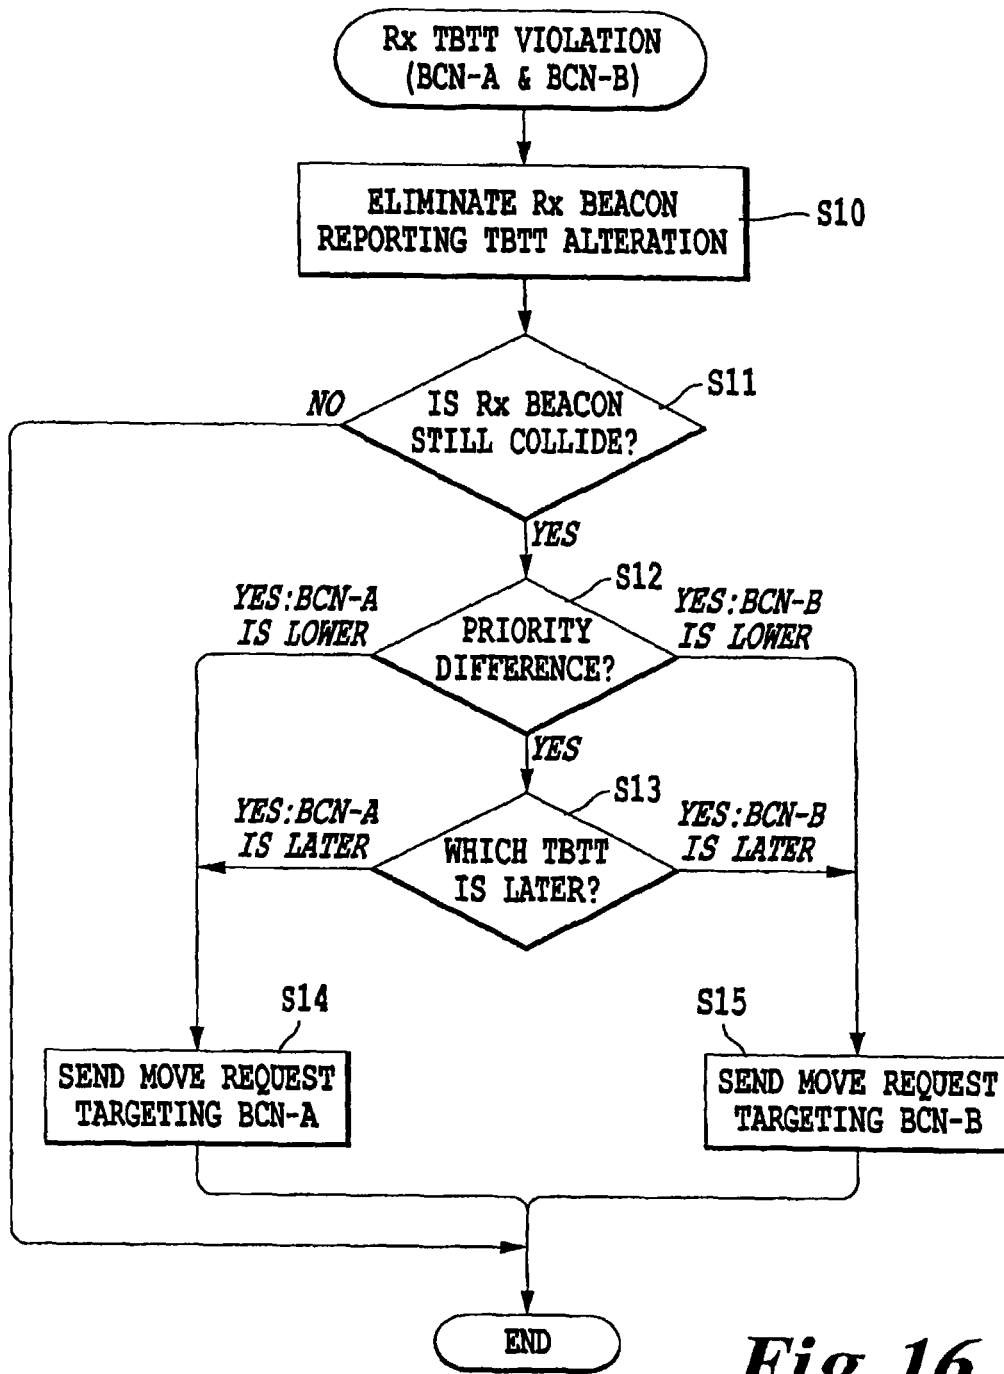 Rx TBTT VIOLATION
(BCN-A & BCN-B)
ELIMINATE Rx BEACON
REPORTING TBTT ALTERATION
S10
S11
NO
IS Rx BEACON
STILL COLLIDE?
YES
S12
YES:BCN-A
IS LOWER
PRIORITY
DIFFERENCE?
YES:BCN-B
IS LOWER
YES
S13
YES:BCN-A
IS LATER
WHICH TBTT
IS LATER?
YES:BCN-B
IS LATER
S14
SEND MOVE REQUEST
TARGETING BCN-A
S15
SEND MOVE REQUEST
TARGETING BCN-B
END
Fig. 16